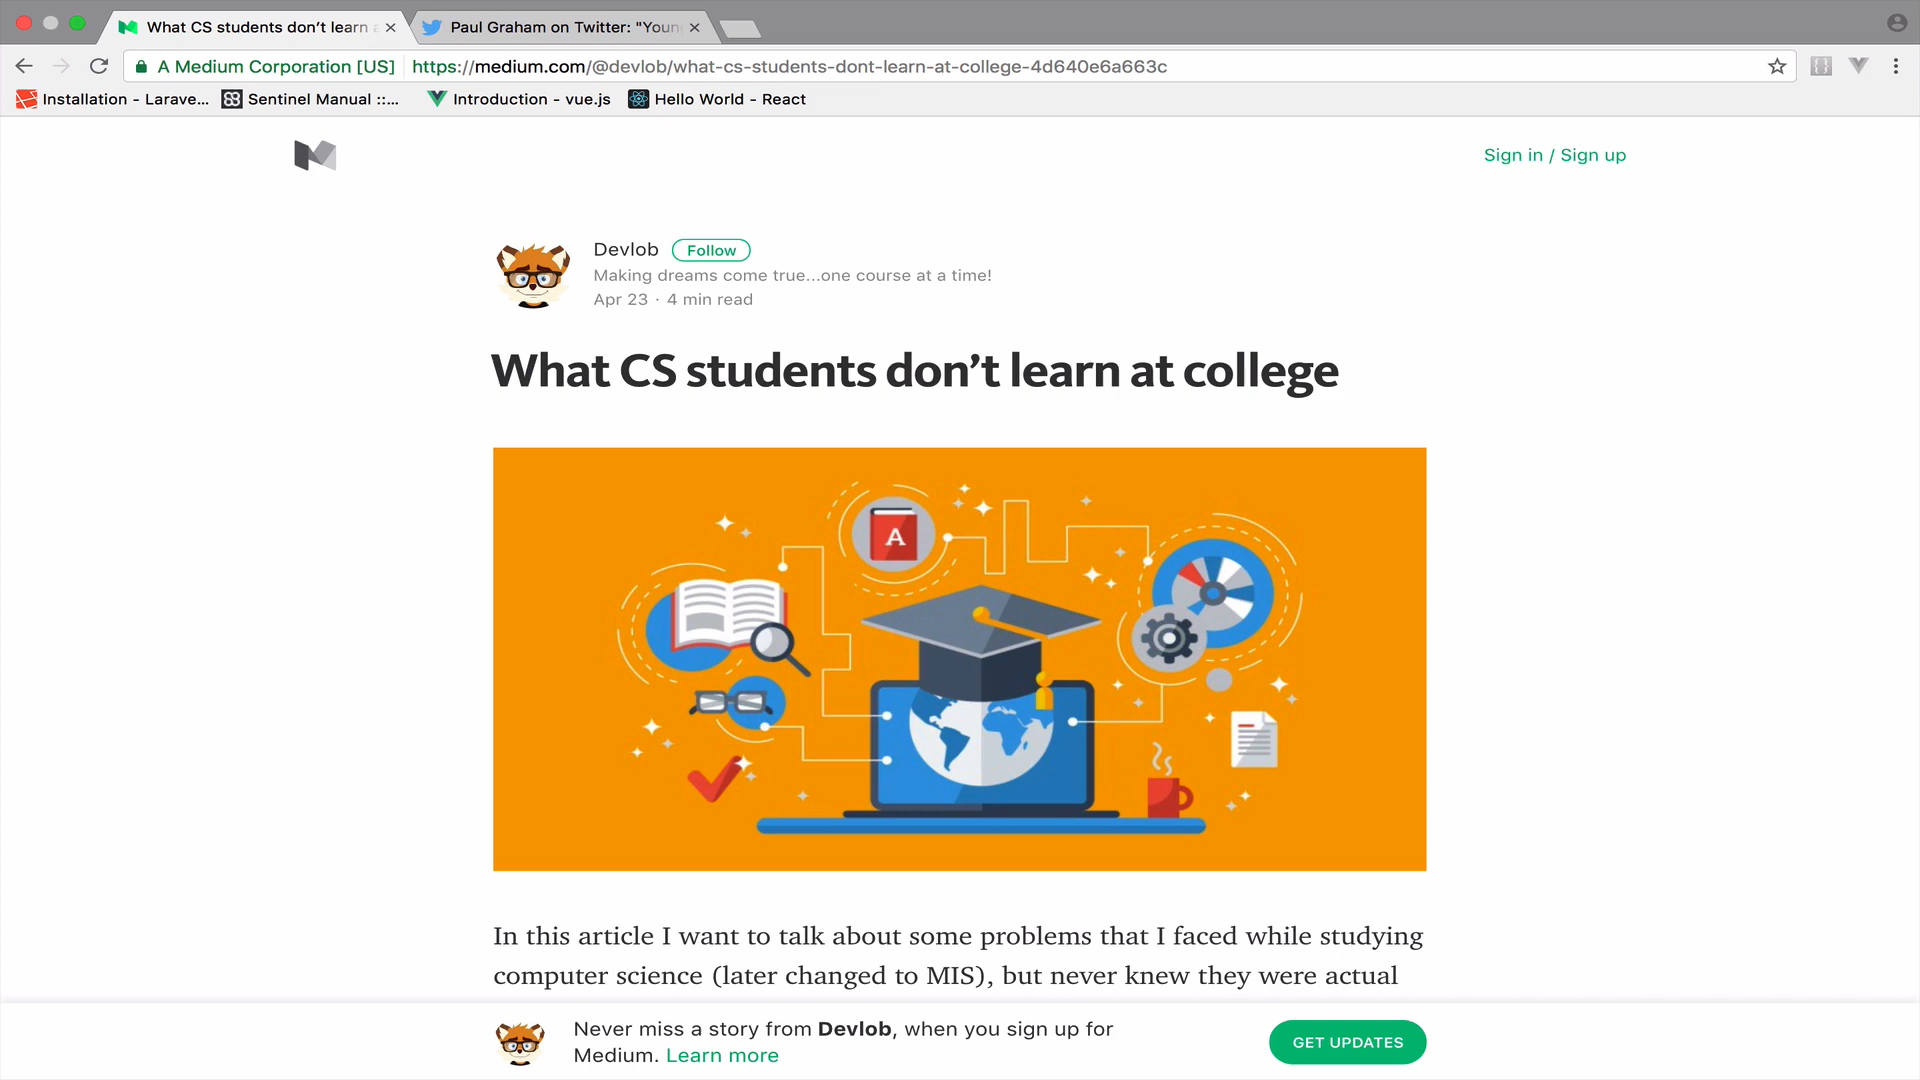 What CS students don't learn
Paul Graham on Twitter: "Youn
A Medium Corporation [US]
https://medium.com/@devlob/what-cs-students-dont-learn-at-college-4d640e6a663c
Installation - Larave...
Sentinel Manual ::...
Introduction - vue.js
Hello World - React
Sign in / Sign up
Devlob
Follow
Making dreams come true...one course at a time!
Apr 23 · 4 min read
What CS students don’t learn at college
A
In this article I want to talk about some problems that I faced while studying
computer science (later changed to MIS), but never knew they were actual
Never miss a story from Devlob, when you sign up for
Medium. Learn more
GET UPDATES